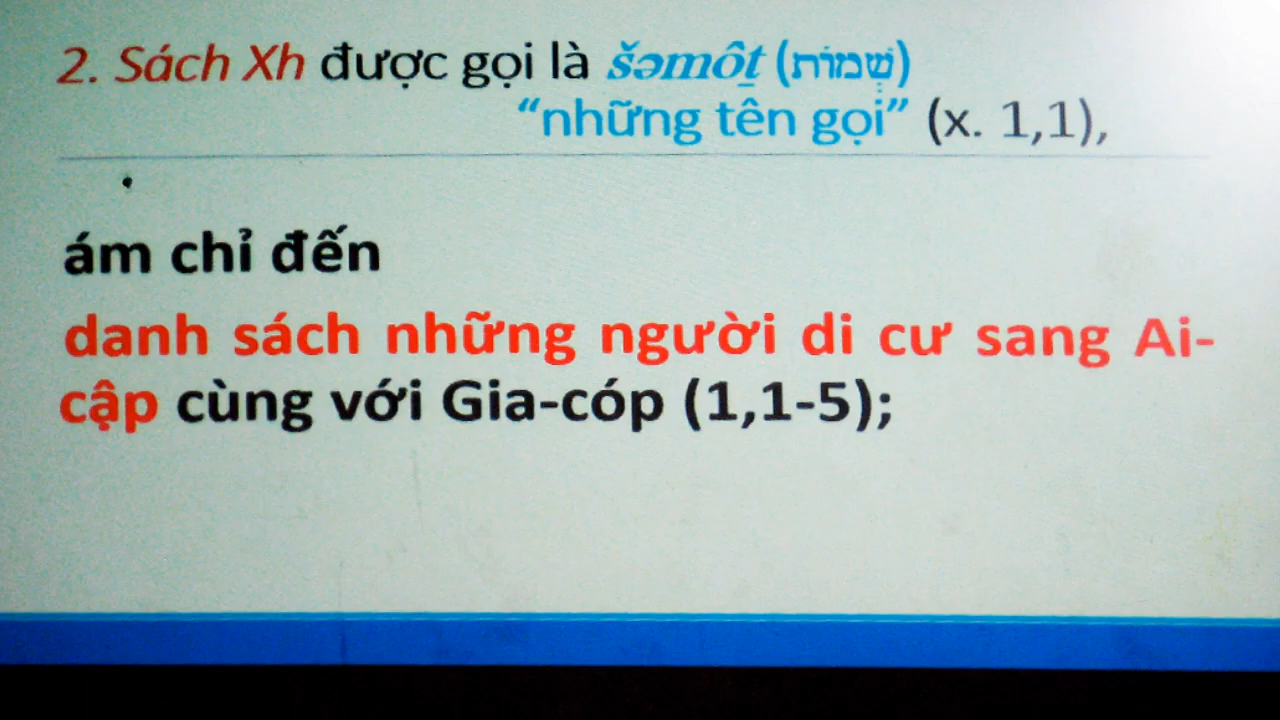 2. Sách Xh được gọi là šəmôṯ (שְׁמוֹת)
“những tên gọi” (x. 1,1),
ám chỉ đến
danh sách những người di cư sang Ai-
cập cùng với Gia-cóp (1,1-5);